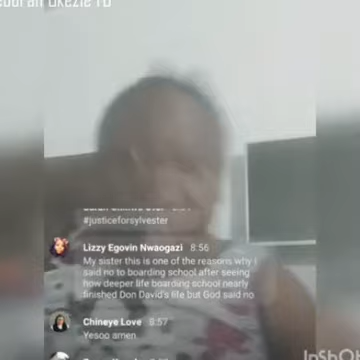 #justiceforsylvester
Lizzy Egovin Nwaogazi 8:56
My sister this is one of the reasons why I
said no to boarding school after seeing
how deeper life boarding school nearly
finished Don David's life but God said no
Chineye Love 8:57
Yesoo amen
InShO